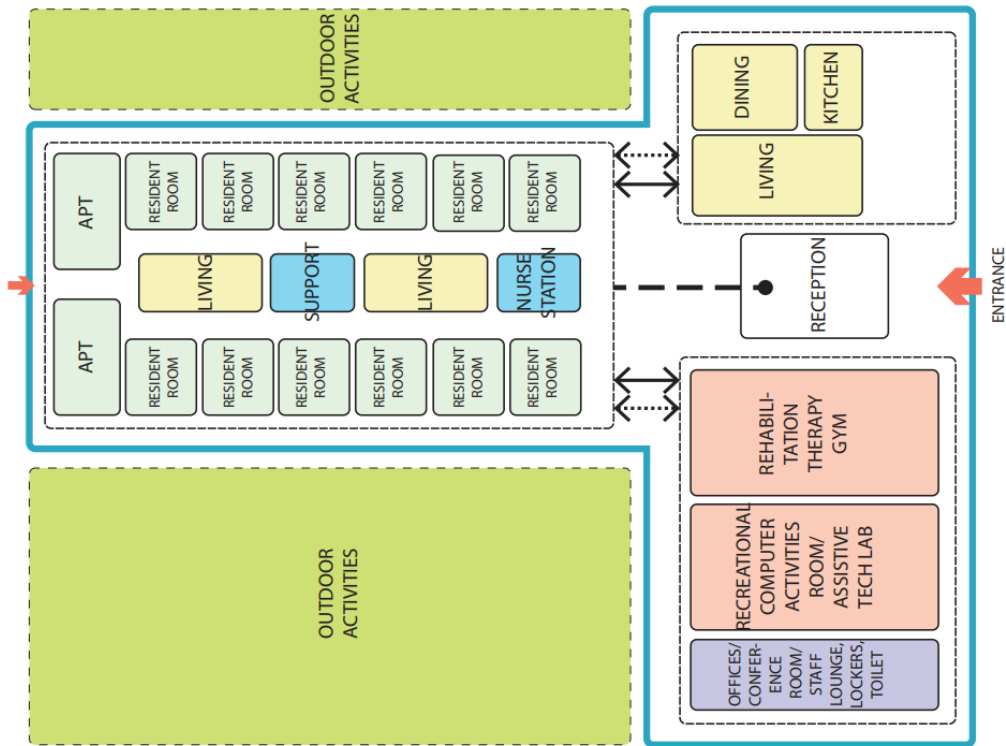 OUTDOOR
ACTIVITIES
OUTDOOR
ACTIVITIES
APT
APT
RESIDENT
ROOM
RESIDENT
ROOM
RESIDENT
ROOM
RESIDENT
ROOM
RESIDENT
ROOM
RESIDENT
ROOM
LIVING
SUPPORT
LIVING
NURSE
STATION
RESIDENT
ROOM
RESIDENT
ROOM
RESIDENT
ROOM
RESIDENT
ROOM
RESIDENT
ROOM
RESIDENT
ROOM
OFFICES/
CONFER-
ENCE
ROOM/
STAFF
LOUNGE,
LOCKERS,
TOILET
RECREATIONAL
COMPUTER
ACTIVITIES
ROOM/
ASSISTIVE
TECH LAB
REHABILI-
TATION
THERAPY
GYM
RECEPTION
LIVING
DINING
KITCHEN
ENTRANCE